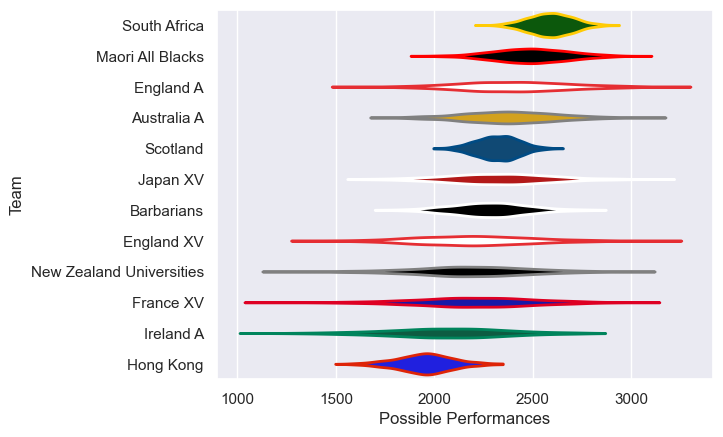 South Africa
Maori All Blacks
England A
Australia A
Scotland
Japan XV
Barbarians
England XV
New Zealand Universities
France XV
Ireland A
Hong Kong
Team
1000 1500 2000 2500 3000
Possible Performances